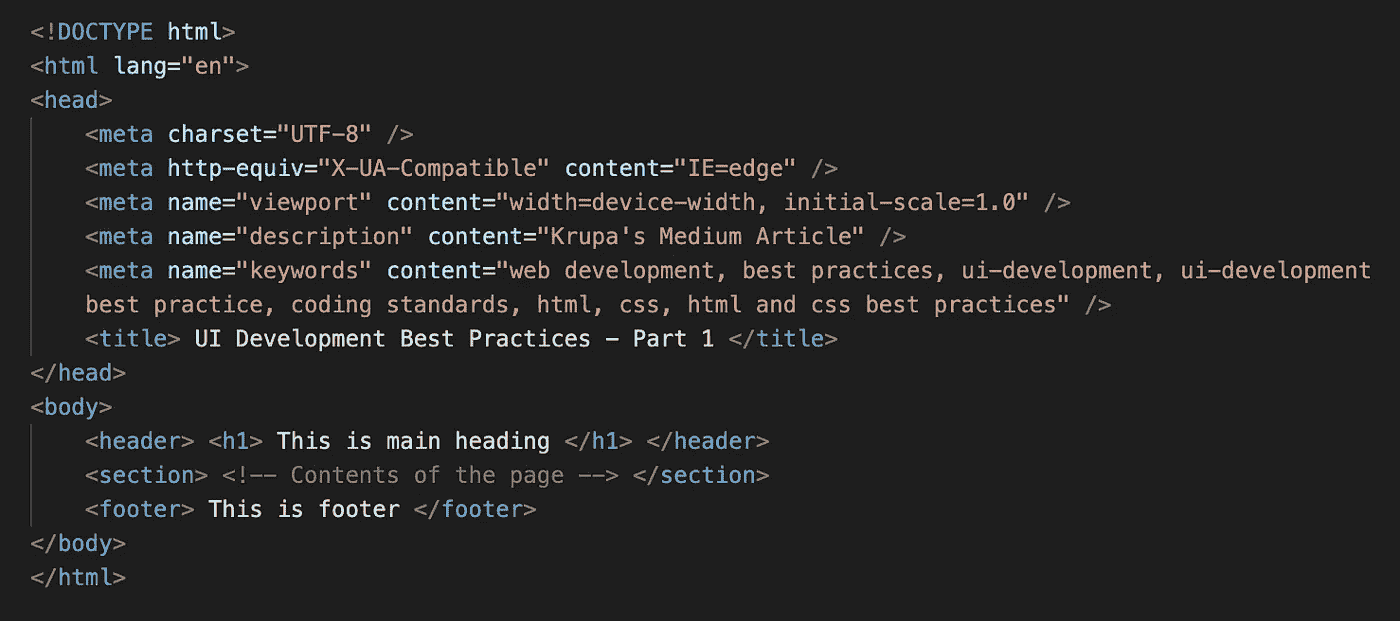 <!DOCTYPE html>
<html lang="en">
<head>
    <meta charset="UTF-8" />
    <meta http-equiv="X-UA-Compatible" content="IE=edge" />
    <meta name="viewport" content="width=device-width, initial-scale=1.0" />
    <meta name="description" content="Krupa's Medium Article" />
    <meta name="keywords" content="web development, best practices, ui-development, ui-development
    best practice, coding standards, html, css, html and css best practices" />
    <title> UI Development Best Practices – Part 1 </title>
</head>
<body>
    <header> <h1> This is main heading </h1> </header>
    <section> <!-- Contents of the page --> </section>
    <footer> This is footer </footer>
</body>
</html>